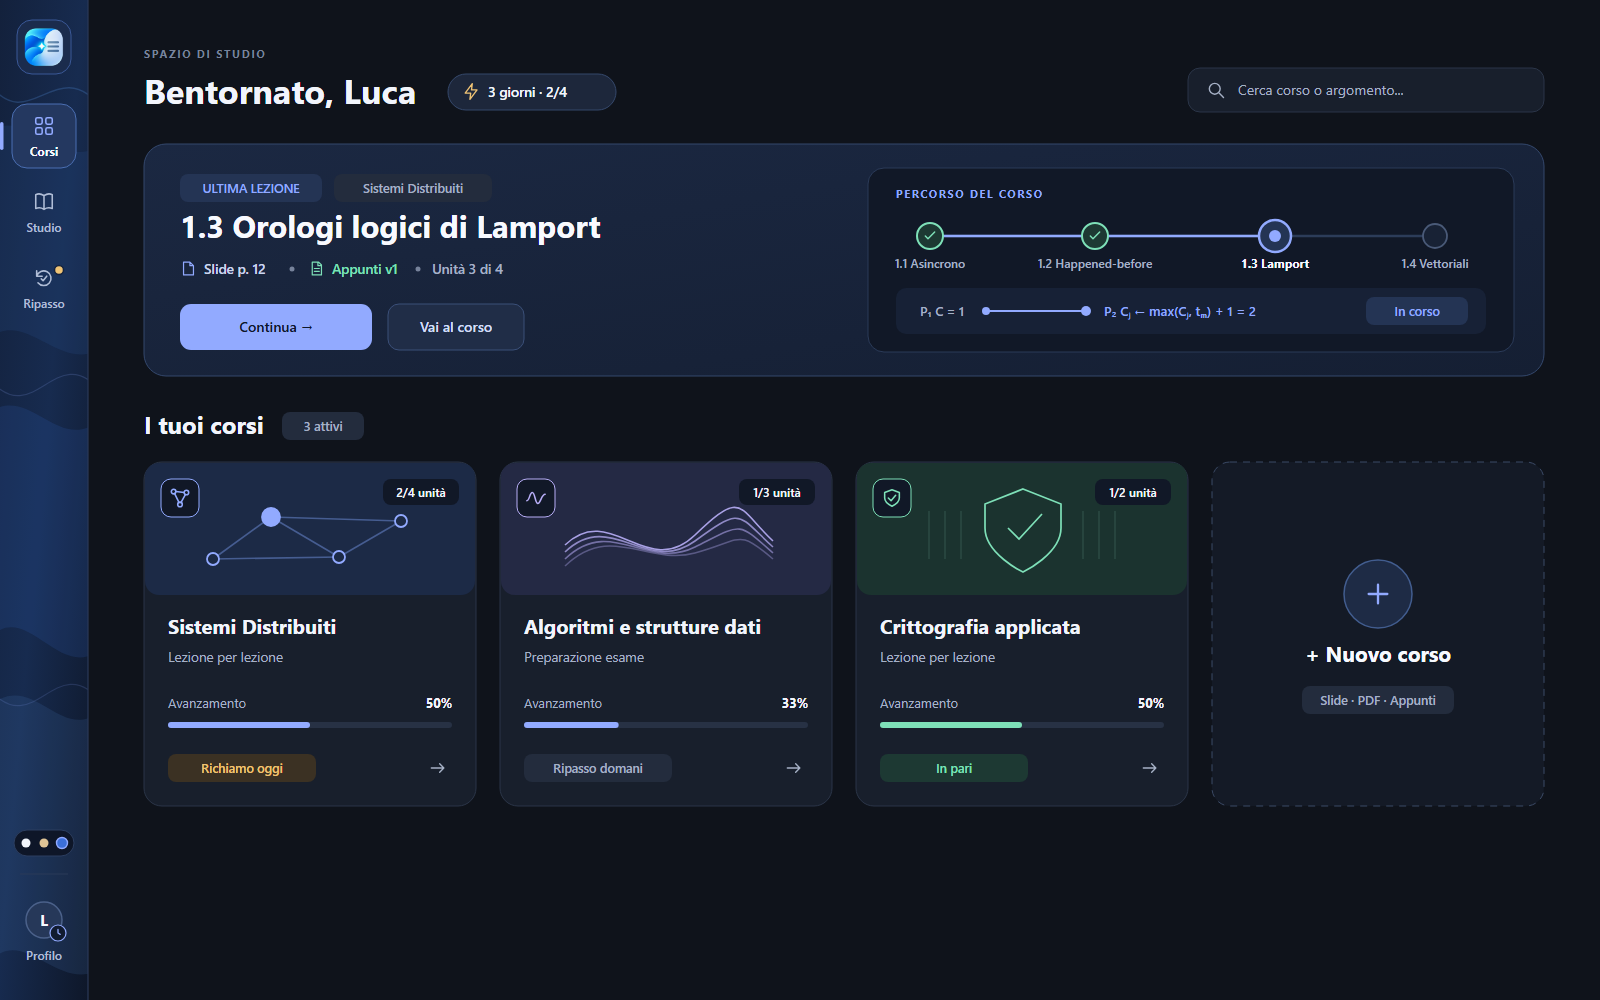 Corsi
Studio
Ripasso
L
Profilo
SPAZIO DI STUDIO
Bentornato, Luca
3 giorni · 2/4
Cerca corso o argomento...
ULTIMA LEZIONE
Sistemi Distribuiti
1.3 Orologi logici di Lamport
Slide p. 12 • Appunti v1 • Unità 3 di 4
Continua →
Vai al corso
PERCORSO DEL CORSO
1.1 Asincrono
1.2 Happened-before
1.3 Lamport
1.4 Vettoriali
P₁ C = 1
P₂ Cⱼ ← max(Cⱼ, tₘ) + 1 = 2
In corso
I tuoi corsi
3 attivi
2/4 unità
Sistemi Distribuiti
Lezione per lezione
Avanzamento 50%
Richiamo oggi →
1/3 unità
Algoritmi e strutture dati
Preparazione esame
Avanzamento 33%
Ripasso domani →
1/2 unità
Crittografia applicata
Lezione per lezione
Avanzamento 50%
In pari →
+ Nuovo corso
Slide · PDF · Appunti